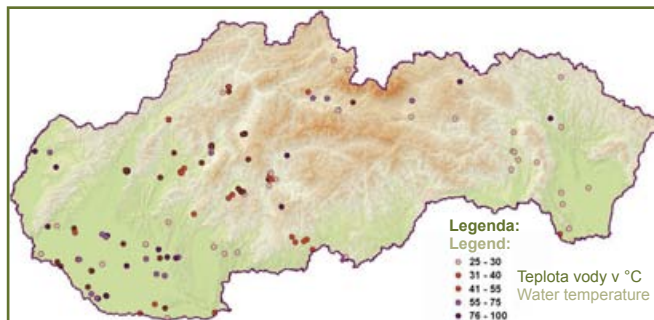 Legenda:
Legend:
25 - 30
31 - 40
41 - 55
55 - 75
76 - 100
Teplota vody v °C
Water temperature